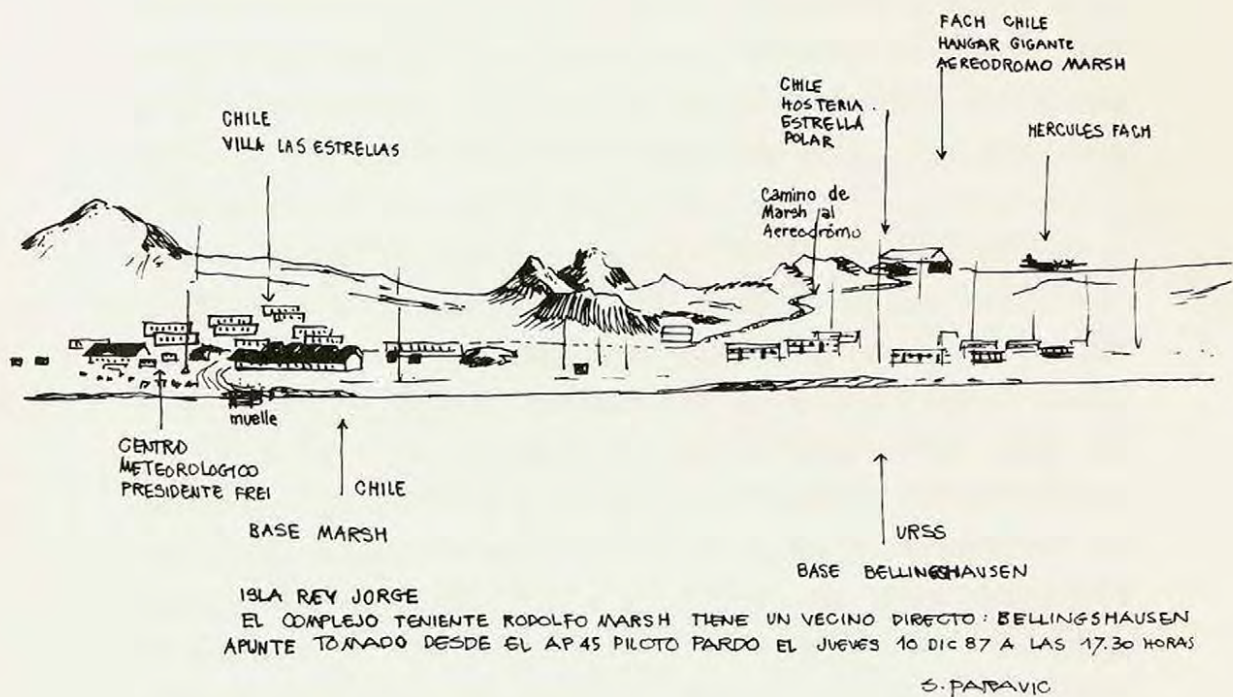 FACH CHILE
HANGAR GIGANTE
AEREODROMO MARSH
CHILE
HOSTERIA
ESTRELLA
POLAR
HERCULES FACH
CHILE
VILLA LAS ESTRELLAS
Camino de
Marsh al
Aereodrómo
muelle
CENTRO
METEOROLOGICO
PRESIDENTE FREI
CHILE
BASE MARSH
URSS
BASE BELLINGSHAUSEN
ISLA REY JORGE
EL COMPLEJO TENIENTE RODOLFO MARSH TIENE UN VECINO DIRECTO : BELLINGSHAUSEN
APUNTE TOMADO DESDE EL AP 45 PILOTO PARDO EL JUEVES 10 DIC 87 A LAS 17.30 HORAS
S. PARAVIC